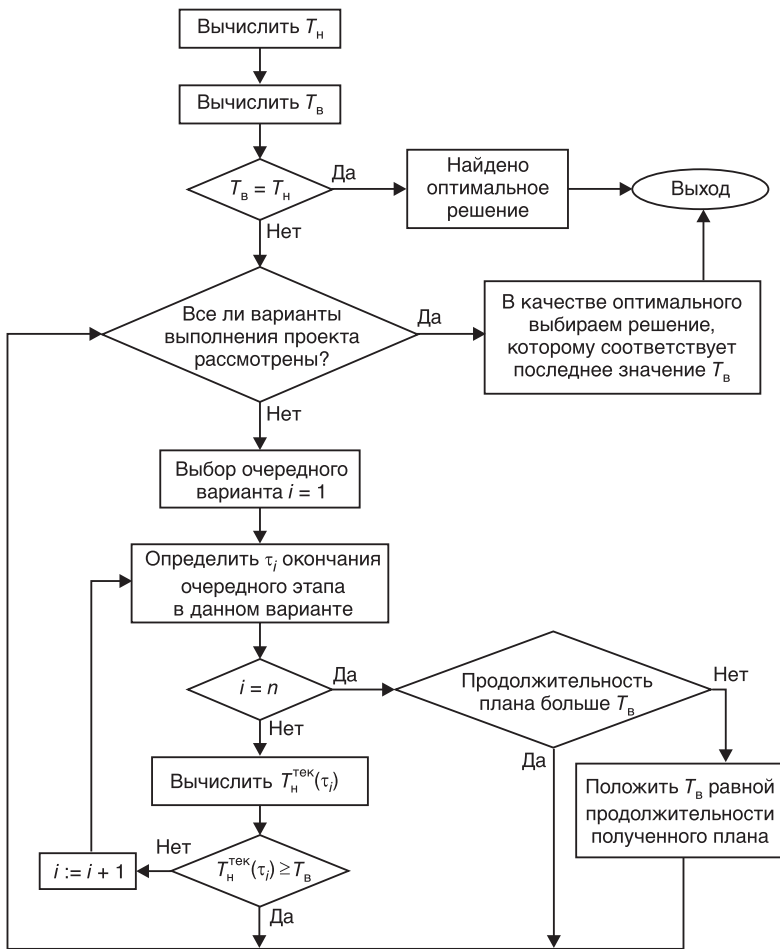 Вычислить Tн
Вычислить Tв
Tв = Tн
Да
Найдено
оптимальное
решение
Выход
Нет
Все ли варианты
выполнения проекта
рассмотрены?
Да
В качестве оптимального
выбираем решение,
которому соответствует
последнее значение Tв
Нет
Выбор очередного
варианта i = 1
Определить τi окончания
очередного этапа
в данном варианте
i = n
Да
Продолжительность
плана больше Tв
Нет
Да
Нет
Вычислить Tнтек(τi)
Положить Tв равной
продолжительности
полученного плана
Tнтек(τi) ≥ Tв
Нет
i := i + 1
Да